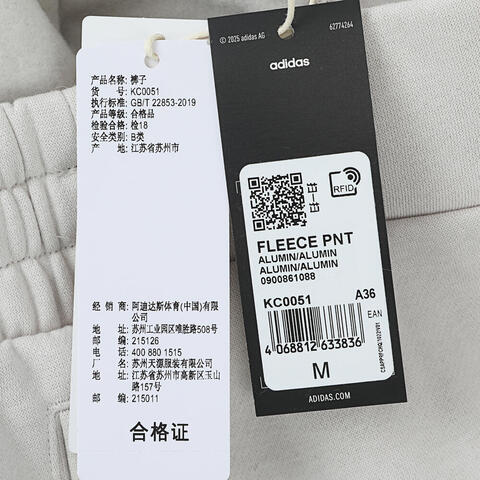 产品名称: 裤子
货 号: KC0051
执行标准: GB/T 22853-2019
产品等级: 合格品
检验合格: 检18
安全类别: B类
产 地: 江苏省苏州市
经 销 商: 阿迪达斯体育(中国)有限
公司
地 址: 苏州工业园区唯胜路508号
邮 编: 215126
电 话: 400 880 1515
厂 名: 苏州天源服装有限公司
地 址: 江苏省苏州市高新区玉山
路157号
邮 编: 215011
合格证
© 2025 adidas AG
62774264
adidas
RFID
FLEECE PNT
ALUMIN/ALUMIN
ALUMIN/ALUMIN
0900861088
KC0051 A36
EAN
4 068812 633836
M
ADIDAS.COM